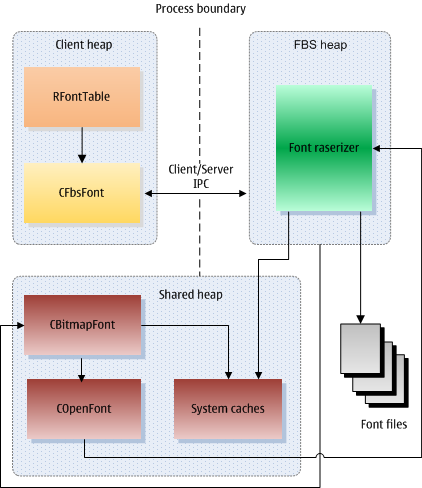 Process boundary
Client heap
FBS heap
RFontTable
Font raserizer
Client/Server
IPC
CFbsFont
Shared heap
CBitmapFont
COpenFont
System caches
Font files